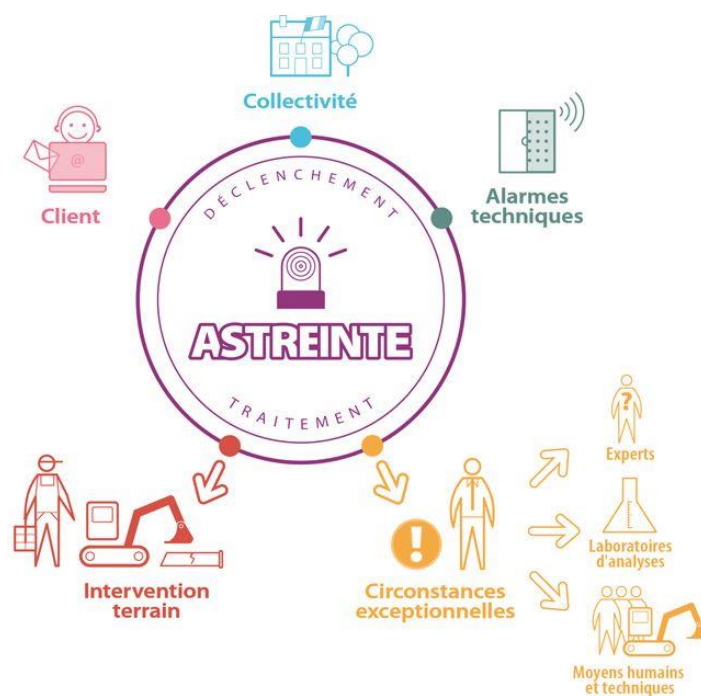 Collectivité
Client
Alarmes
techniques
DÉCLENCHEMENT
@
ASTREINTE
TRAITEMENT
Intervention
terrain
!
Circonstances
exceptionnelles
?
Experts
Laboratoires
d'analyses
Moyens humains
et techniques